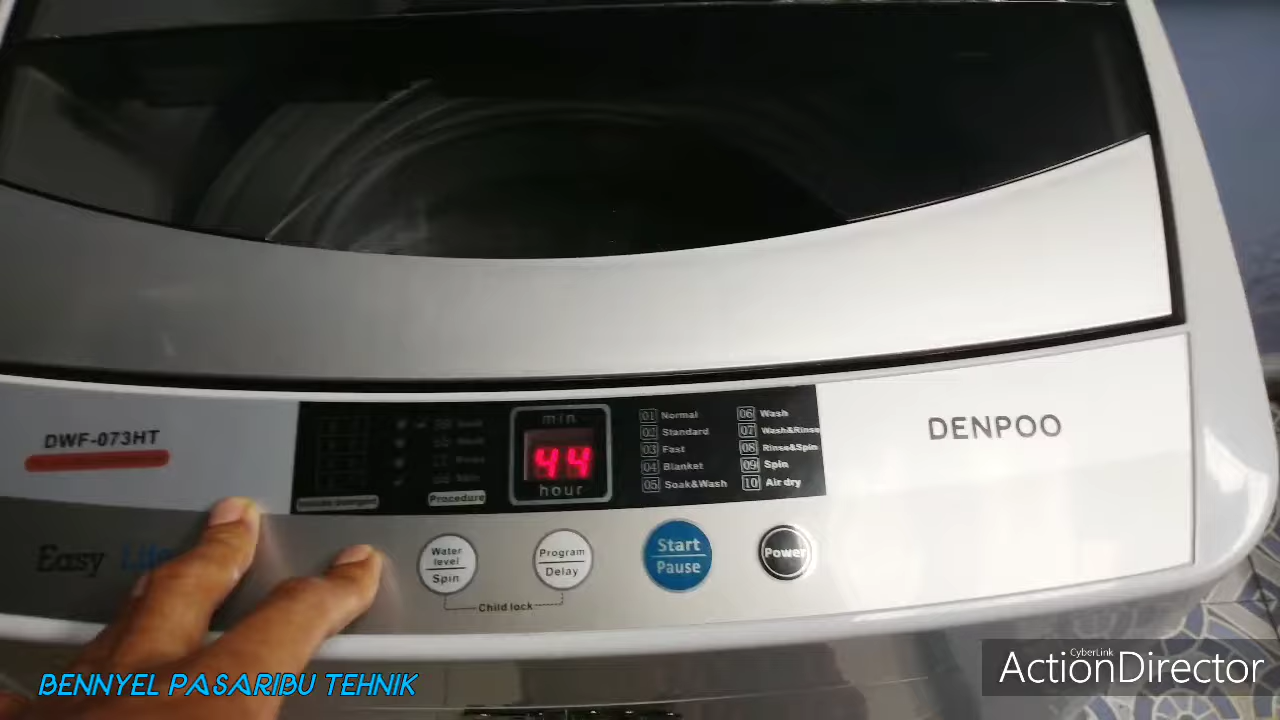 DWF-073HT
Procedure
min
44
hour
01 Normal
02 Standard
03 Fast
04 Blanket
05 Soak&Wash
06 Wash
07 Wash&Rinse
08 Rinse&Spin
09 Spin
10 Air dry
DENPOO
Easy Life
Water
level
Spin
Program
Delay
Child lock
Start
Pause
Power
BENNYEL PASARIBU TEHNIK
CyberLink
ActionDirector